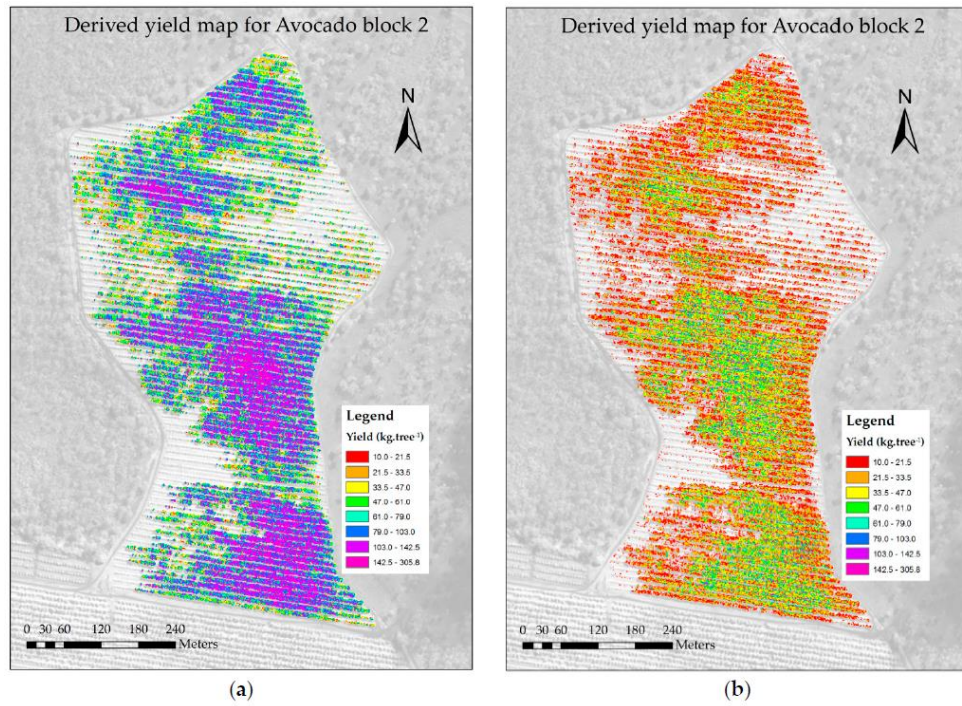 Derived yield map for Avocado block 2
N
Legend
Yield (kg.tree⁻¹)
10.0 - 21.5
21.5 - 33.5
33.5 - 47.0
47.0 - 61.0
61.0 - 79.0
79.0 - 103.0
103.0 - 142.5
142.5 - 305.8
0 30 60 120 180 240
Meters
(a)
Derived yield map for Avocado block 2
N
Legend
Yield (kg.tree⁻¹)
10.0 - 21.5
21.5 - 33.5
33.5 - 47.0
47.0 - 61.0
61.0 - 79.0
79.0 - 103.0
103.0 - 142.5
142.5 - 305.8
0 30 60 120 180 240
Meters
(b)